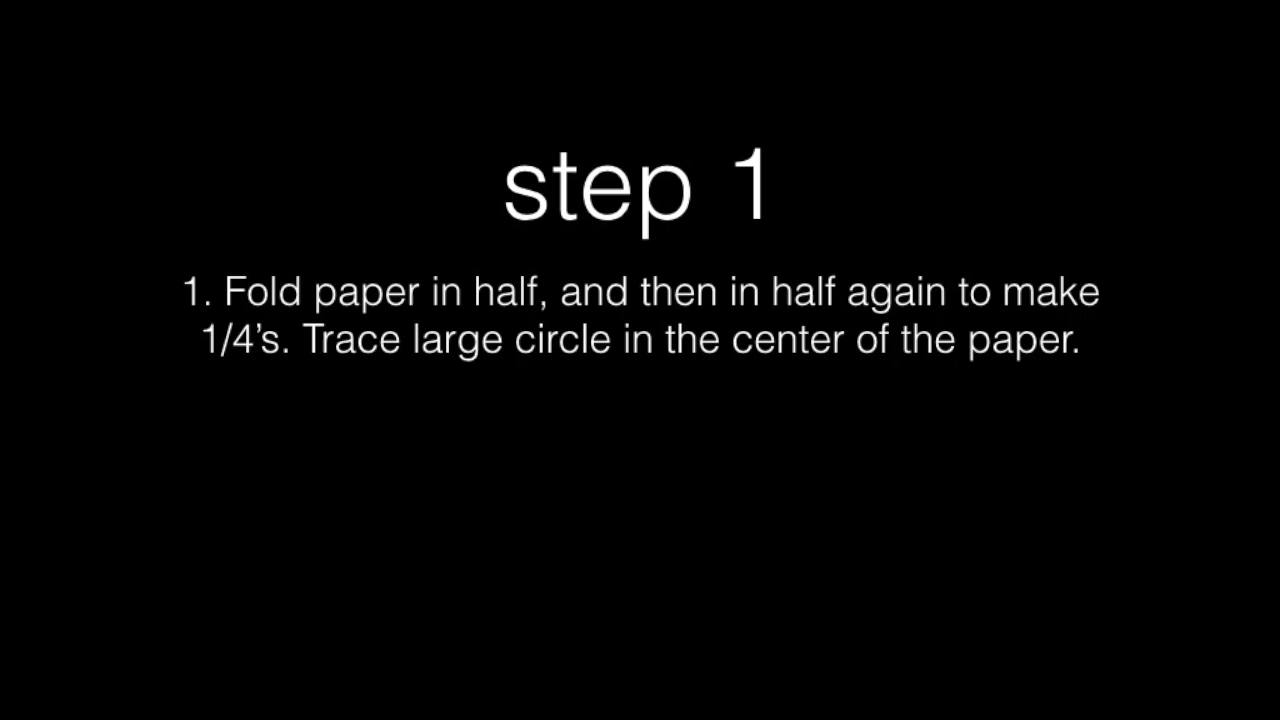 step 1
1. Fold paper in half, and then in half again to make
1/4’s. Trace large circle in the center of the paper.